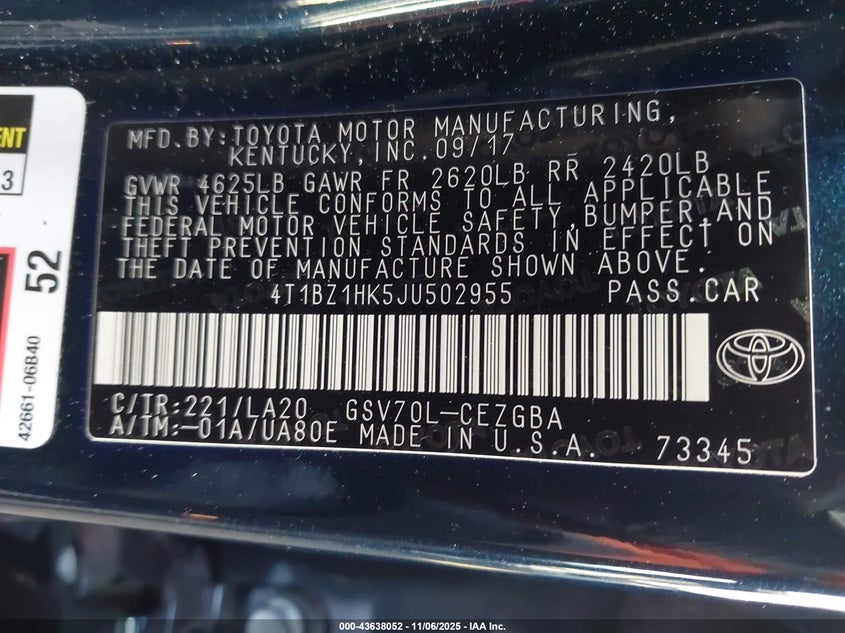 ENT
3
52
42661-06B40
MFD.BY:TOYOTA MOTOR MANUFACTURING,
KENTUCKY,INC.09/17
GVWR 4625LB GAWR FR 2620LB RR 2420LB
THIS VEHICLE CONFORMS TO ALL APPLICABLE
FEDERAL MOTOR VEHICLE SAFETY,BUMPER,AND
THEFT PREVENTION STANDARDS IN EFFECT ON
THE DATE OF MANUFACTURE SHOWN ABOVE.
4T1BZ1HK5JU502955 PASS.CAR
C/TR:221/LA20 GSV70L-CEZGBA
A/TM:-01A/UA80E MADE IN U.S.A. 73345
000-43638052 - 11/06/2025 - IAA Inc.